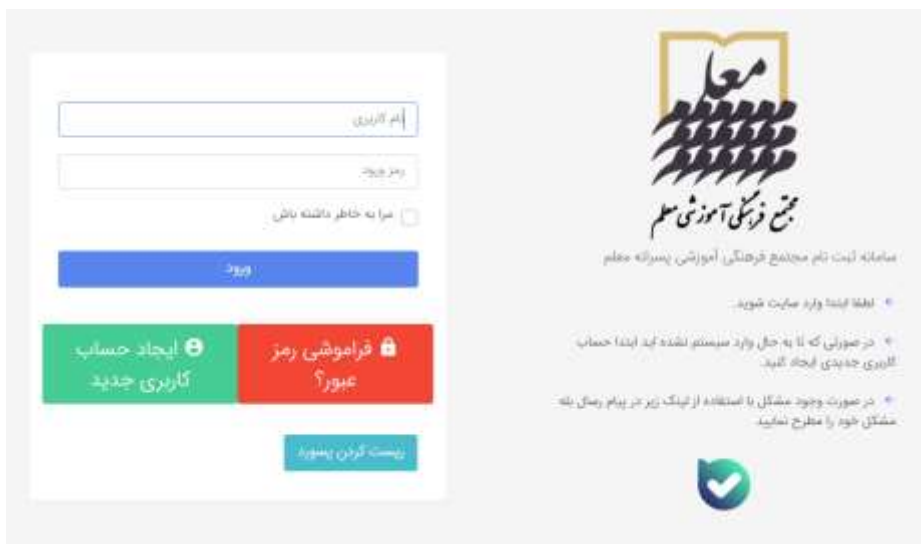 معلم
مجتمع فرهنگی آموزشی معلم
سامانه ثبت نام مجتمع فرهنگی آموزشی پسرانه معلم
لطفا ابتدا وارد سایت شوید.
در صورتی که تا به حال وارد سیستم نشده اید ابتدا حساب
کاربری جدیدی ایجاد کنید.
در صورت وجود مشکل با استفاده از لینک زیر در پیام رسان بله
مشکل خود را مطرح نمایید.
نام کاربری
رمز ورود
مرا به خاطر داشته باش
ورود
فراموشی رمز
عبور؟
ایجاد حساب
کاربری جدید
ریست کردن پسورد